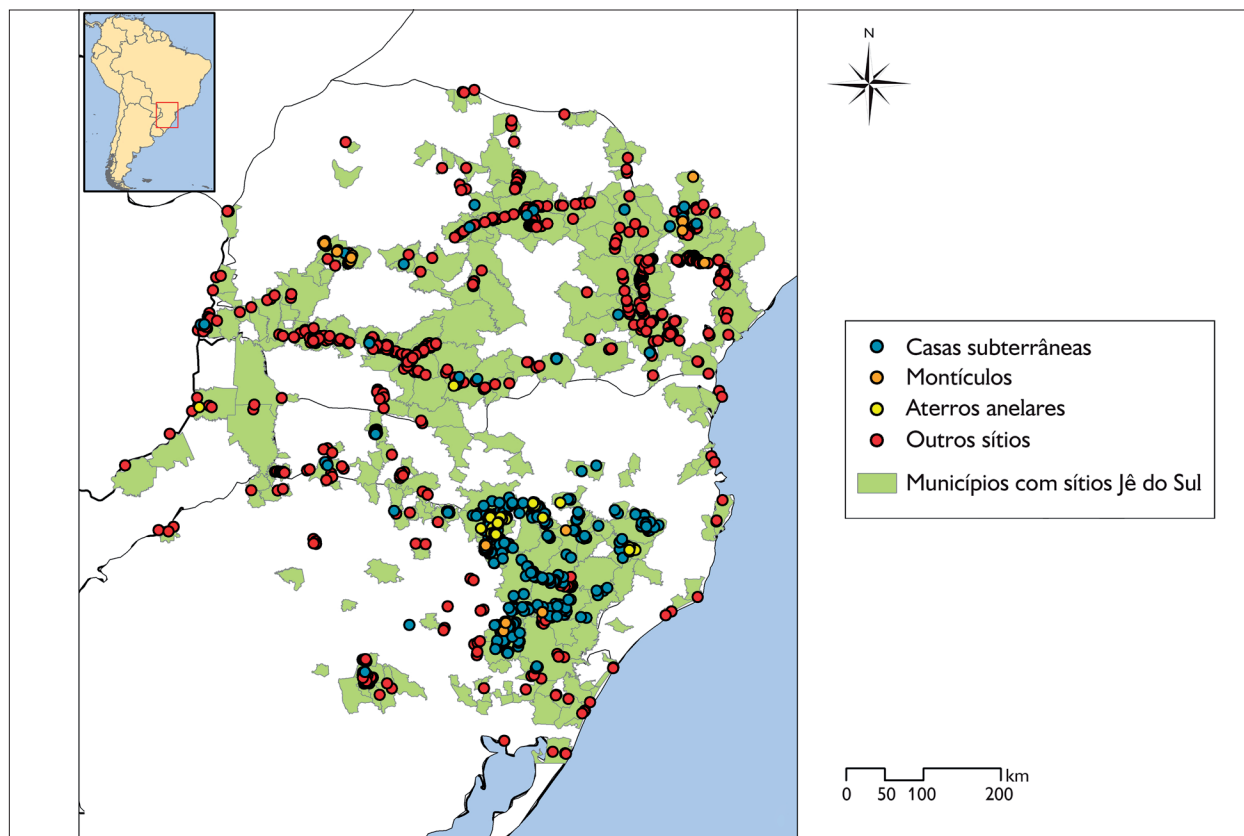 N
Casas subterrâneas
Montículos
Aterros anelares
Outros sítios
Municípios com sítios Jê do Sul
km
0 50 100 200